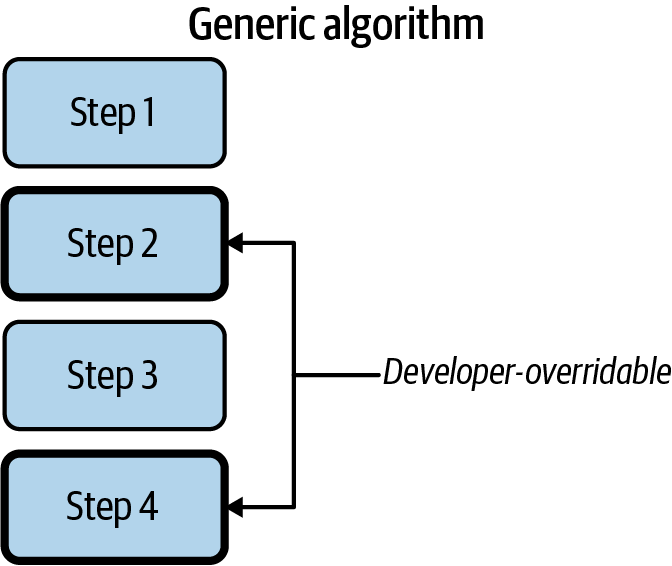 Generic algorithm
Step 1
Step 2
Step 3
Developer-overridable
Step 4